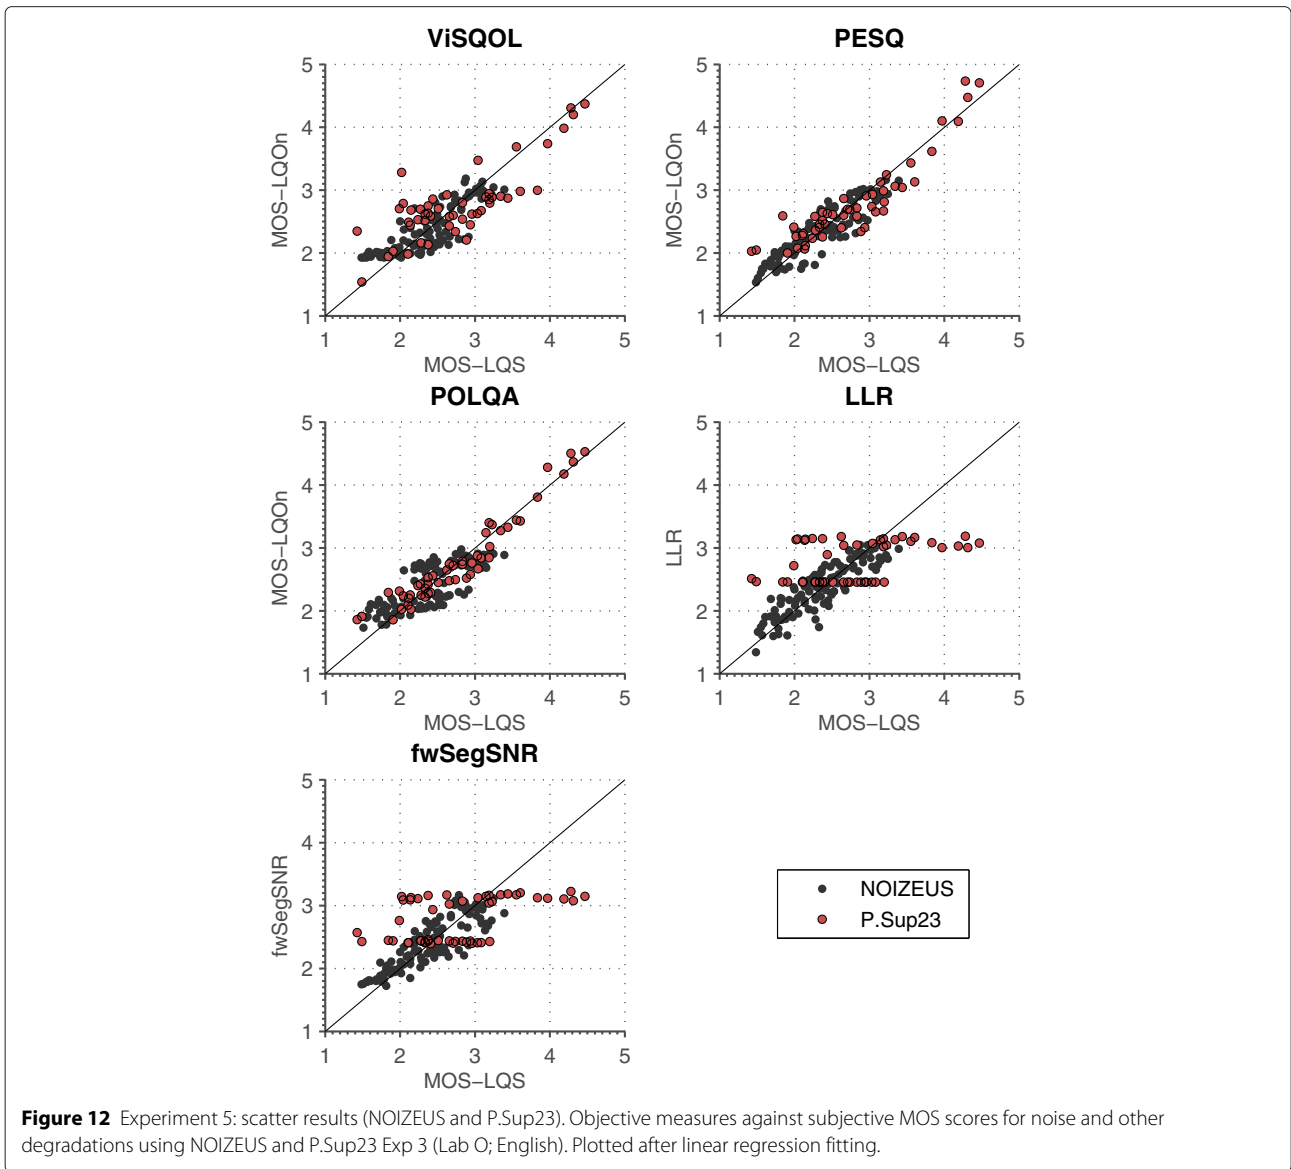 ViSQOL
5
4
3
2
1
MOS−LQOn
1 2 3 4 5
MOS−LQS
PESQ
5
4
3
2
1
MOS−LQOn
1 2 3 4 5
MOS−LQS
POLQA
5
4
3
2
1
MOS−LQOn
1 2 3 4 5
MOS−LQS
LLR
5
4
3
2
1
LLR
1 2 3 4 5
MOS−LQS
fwSegSNR
5
4
3
2
1
fwSegSNR
1 2 3 4 5
MOS−LQS
NOIZEUS
P.Sup23
Figure 12 Experiment 5: scatter results (NOIZEUS and P.Sup23). Objective measures against subjective MOS scores for noise and other
degradations using NOIZEUS and P.Sup23 Exp 3 (Lab O; English). Plotted after linear regression fitting.